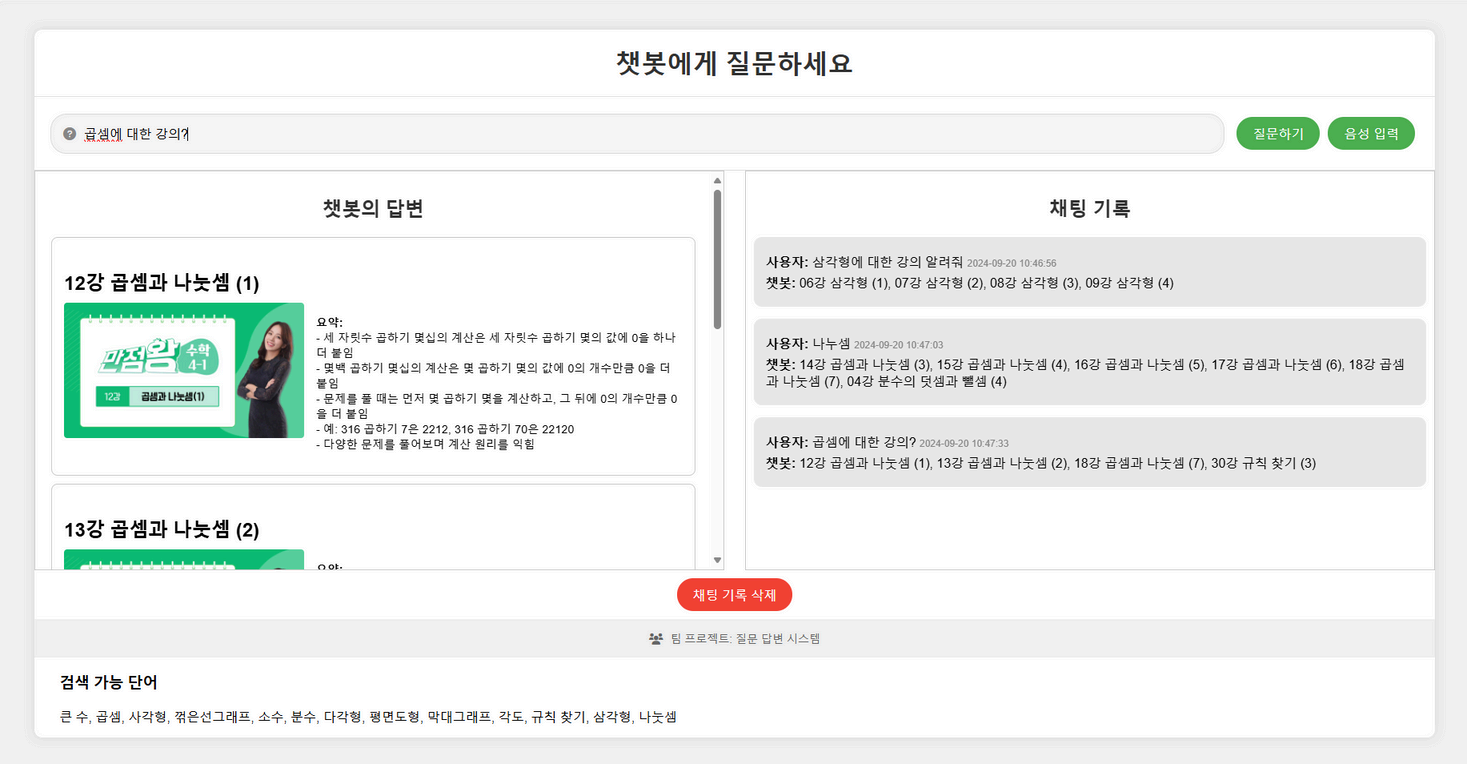 챗봇에게 질문하세요
곱셈에 대한 강의?
질문하기
음성 입력
챗봇의 답변
12강 곱셈과 나눗셈 (1)
만점왕
수학
4-1
12강 곱셈과나눗셈(1)
요약:
- 세 자릿수 곱하기 몇십의 계산은 세 자릿수 곱하기 몇의 값에 0을 하나
더 붙임
- 몇백 곱하기 몇십의 계산은 몇 곱하기 몇의 값에 0의 개수만큼 0을 더
붙임
- 문제를 풀 때는 먼저 몇 곱하기 몇을 계산하고, 그 뒤에 0의 개수만큼 0
을 더 붙임
- 예: 316 곱하기 7은 2212, 316 곱하기 70은 22120
- 다양한 문제를 풀어보며 계산 원리를 익힘
13강 곱셈과 나눗셈 (2)
요약:
채팅 기록
사용자: 삼각형에 대한 강의 알려줘 2024-09-20 10:46:56
챗봇: 06강 삼각형 (1), 07강 삼각형 (2), 08강 삼각형 (3), 09강 삼각형 (4)
사용자: 나누셈 2024-09-20 10:47:03
챗봇: 14강 곱셈과 나눗셈 (3), 15강 곱셈과 나눗셈 (4), 16강 곱셈과 나눗셈 (5), 17강 곱셈과 나눗셈 (6), 18강 곱셈
과 나눗셈 (7), 04강 분수의 덧셈과 뺄셈 (4)
사용자: 곱셈에 대한 강의? 2024-09-20 10:47:33
챗봇: 12강 곱셈과 나눗셈 (1), 13강 곱셈과 나눗셈 (2), 18강 곱셈과 나눗셈 (7), 30강 규칙 찾기 (3)
채팅 기록 삭제
팀 프로젝트: 질문 답변 시스템
검색 가능 단어
큰 수, 곱셈, 사각형, 꺾은선그래프, 소수, 분수, 다각형, 평면도형, 막대그래프, 각도, 규칙 찾기, 삼각형, 나눗셈